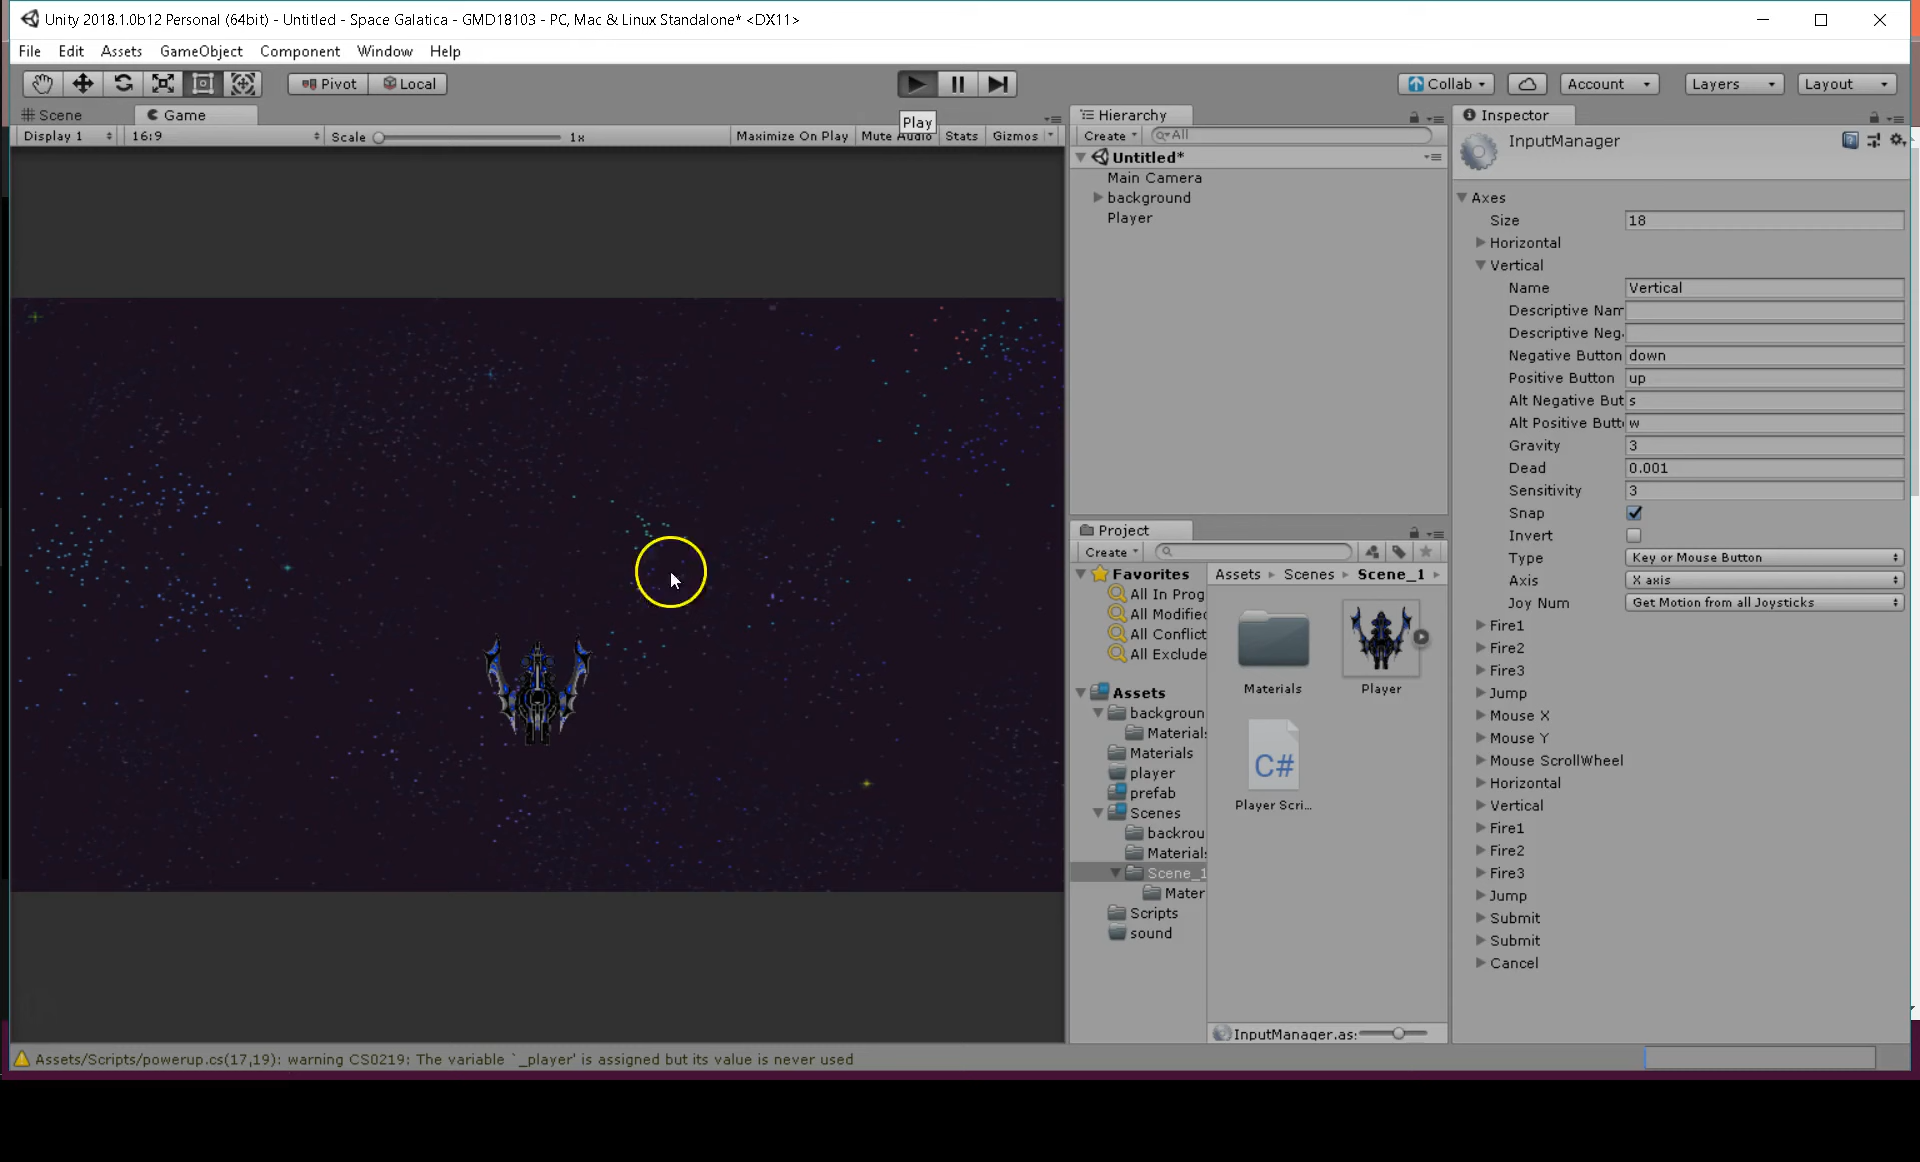 Unity 2018.1.0b12 Personal (64bit) - Untitled - Space Galatica - GMD18103 - PC, Mac & Linux Standalone* <DX11>
File Edit Assets GameObject Component Window Help
Pivot Local Collab Account Layers Layout
Scene Game
Play
Display 1 16:9 Scale 1x Maximize On Play Mute Audio Stats Gizmos
Hierarchy
Create All
Untitled*
Main Camera
background
Player
Project
Create
Favorites
All In Prog
All Modified
All Conflict
All Exclude
Assets
backgroun
Materials
Materials
player
prefab
Scenes
backrou
Materials
Scene_1
Mater
Scripts
sound
Assets Scenes Scene_1
Materials
Player
C#
Player Scri...
InputManager.as:
Inspector
InputManager
Axes
Size 18
Horizontal
Vertical
Name Vertical
Descriptive Nam
Descriptive Neg.
Negative Button down
Positive Button up
Alt Negative But s
Alt Positive Butt w
Gravity 3
Dead 0.001
Sensitivity 3
Snap
Invert
Type Key or Mouse Button
Axis X axis
Joy Num Get Motion from all Joysticks
Fire1
Fire2
Fire3
Jump
Mouse X
Mouse Y
Mouse ScrollWheel
Horizontal
Vertical
Fire1
Fire2
Fire3
Jump
Submit
Submit
Cancel
Assets/Scripts/powerup.cs(17,19): warning CS0219: The variable `_player' is assigned but its value is never used